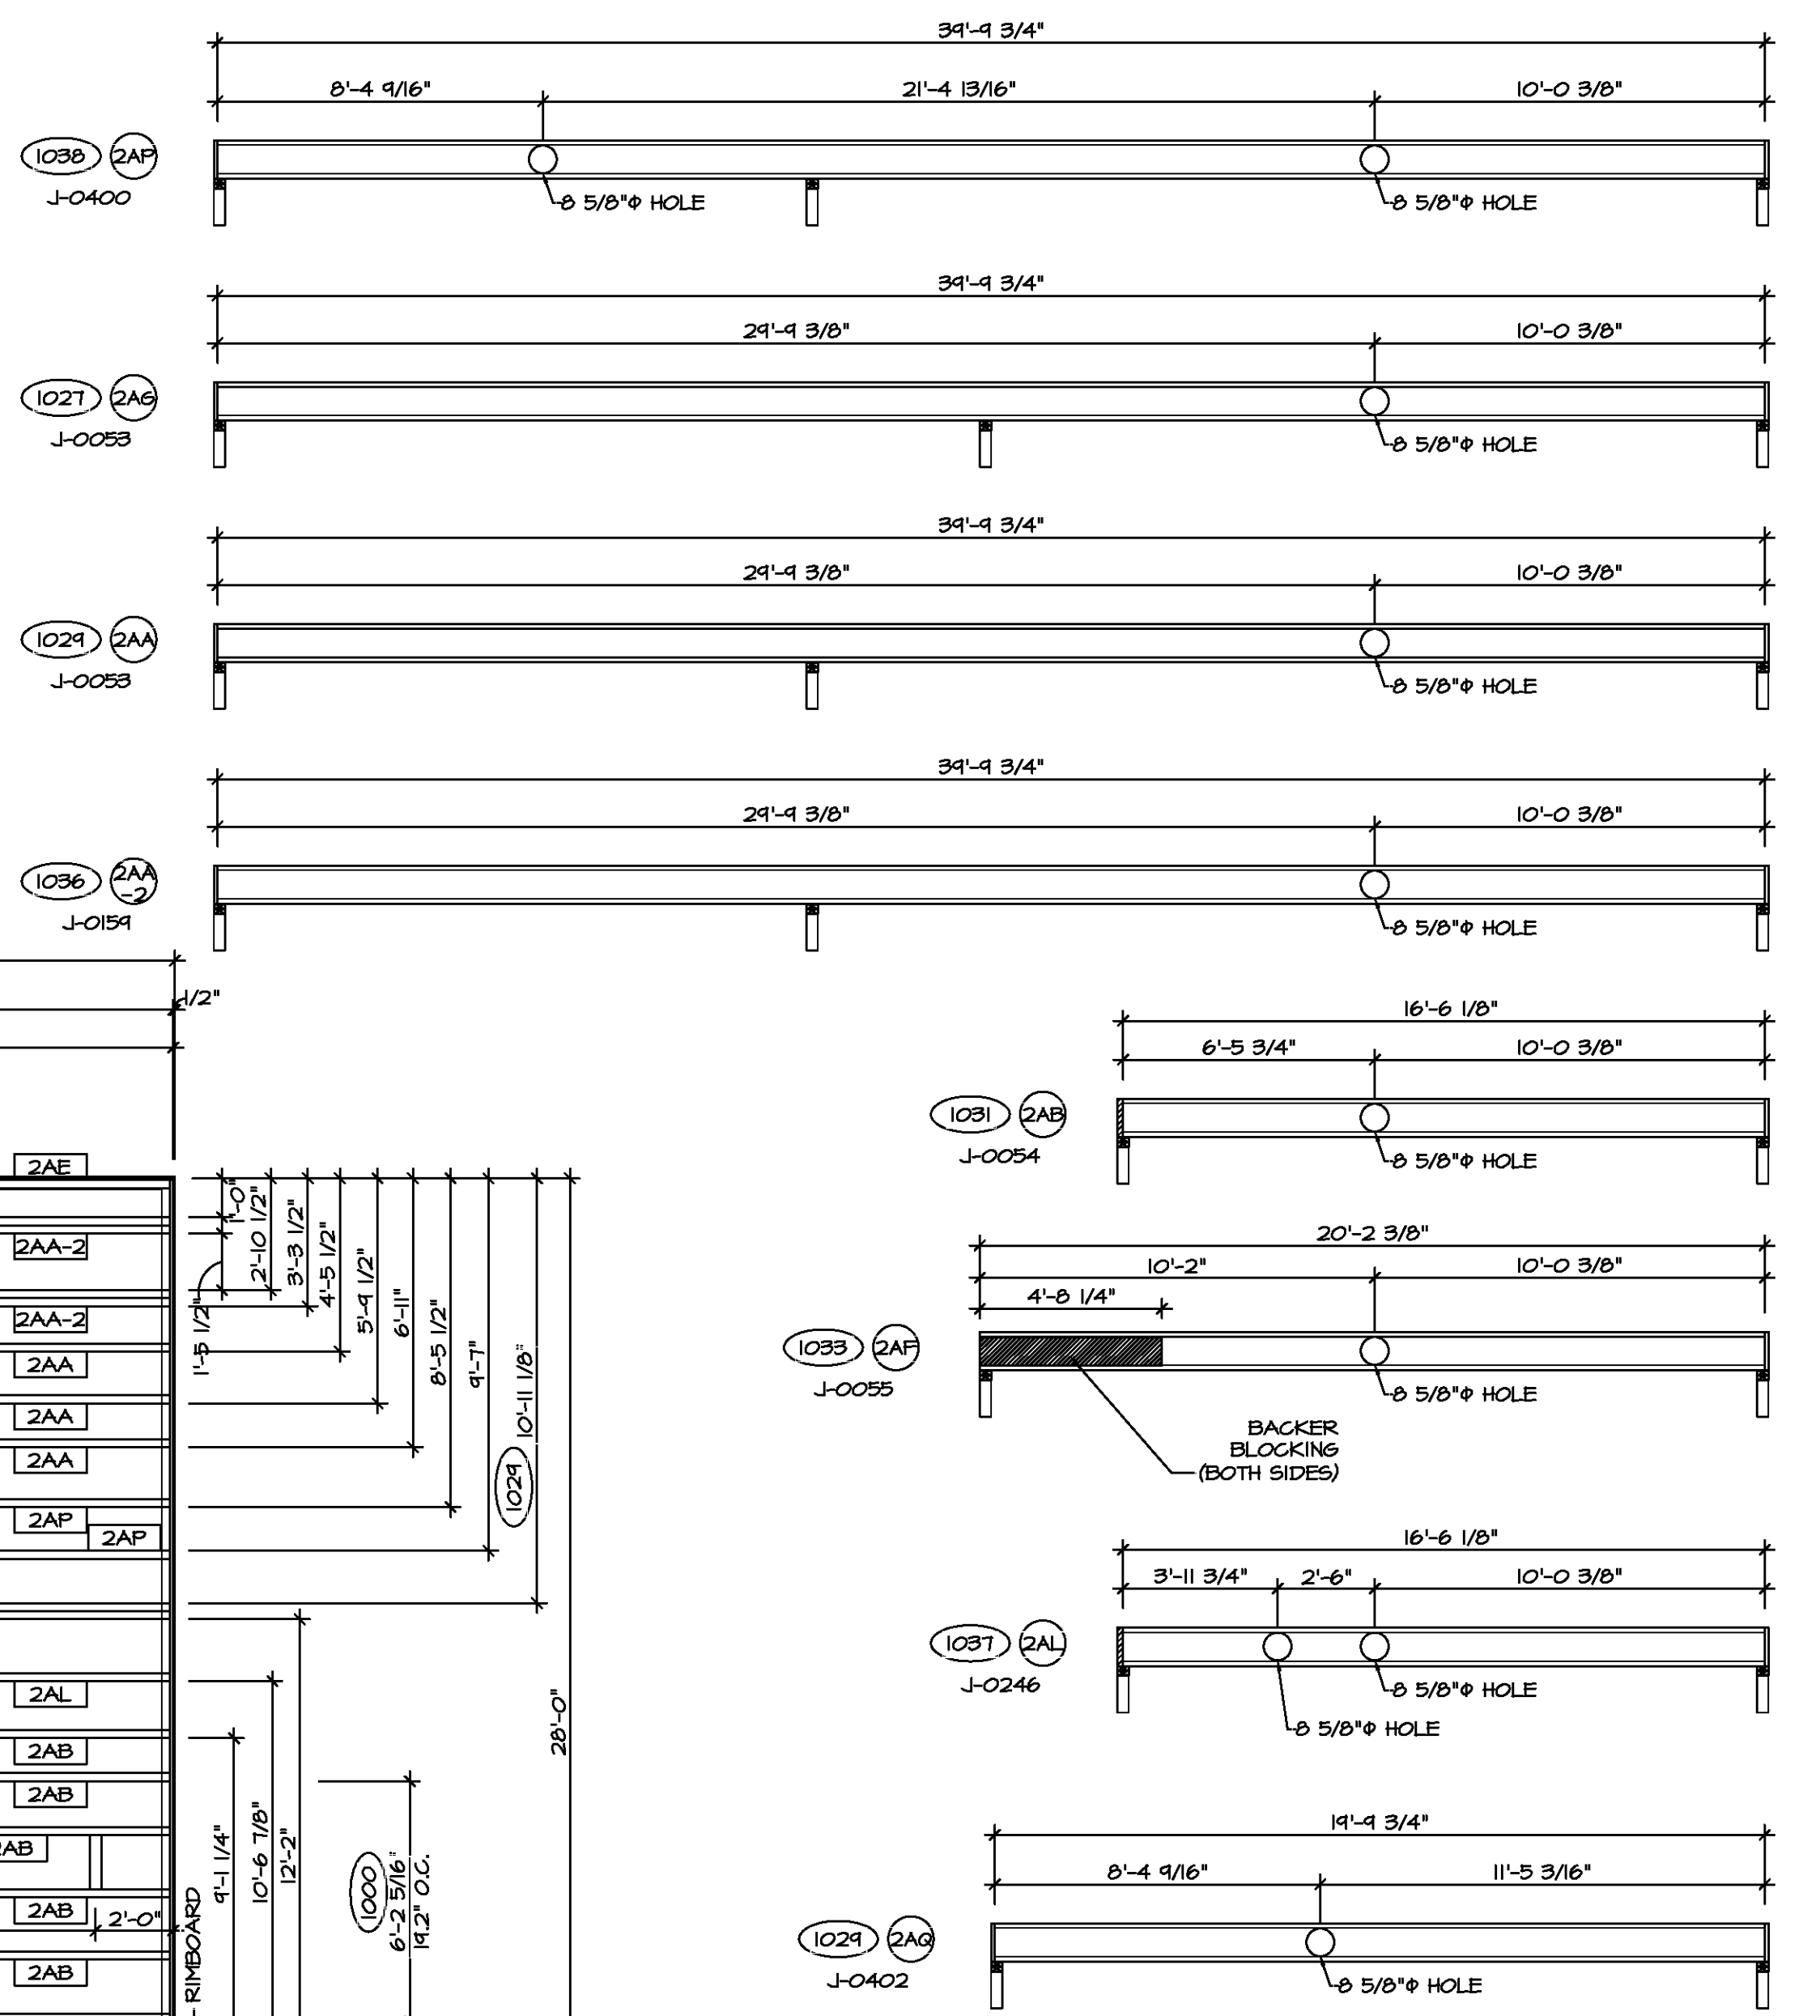 39'-9 3/4"
8'-4 9/16" 21'-4 13/16" 10'-0 3/8"
1038 2AP
J-0400
8 5/8"Φ HOLE 8 5/8"Φ HOLE
39'-9 3/4"
29'-9 3/8" 10'-0 3/8"
1027 2AG
J-0053
8 5/8"Φ HOLE
39'-9 3/4"
29'-9 3/8" 10'-0 3/8"
1029 2AA
J-0053
8 5/8"Φ HOLE
39'-9 3/4"
29'-9 3/8" 10'-0 3/8"
1036 2AA
-2
J-0159
8 5/8"Φ HOLE
1/2"
16'-6 1/8"
6'-5 3/4" 10'-0 3/8"
1031 2AB
J-0054
8 5/8"Φ HOLE
20'-2 3/8"
10'-2" 10'-0 3/8"
4'-8 1/4"
1033 2AF
J-0055
8 5/8"Φ HOLE
BACKER
BLOCKING
(BOTH SIDES)
16'-6 1/8"
3'-11 3/4" 2'-6" 10'-0 3/8"
1037 2AL
J-0246
8 5/8"Φ HOLE
8 5/8"Φ HOLE
19'-9 3/4"
8'-4 9/16" 11'-5 3/16"
1029 2AQ
J-0402
8 5/8"Φ HOLE
2AE
2AA-2
2AA-2
2AA
2AA
2AA
2AP
2AP
2AL
2AB
2AB
2AB
2AB
2'-0"
2AB
RIMBOARD
1'-5 1/2"
1'-0"
2'-10 1/2"
3'-3 1/2"
4'-5 1/2"
5'-9 1/2"
6'-11"
8'-5 1/2"
9'-7"
1029
10'-11 1/8"
28'-0"
9'-1 1/4"
10'-6 7/8"
12'-2"
1000
6'-2 5/16"
19.2" O.C.